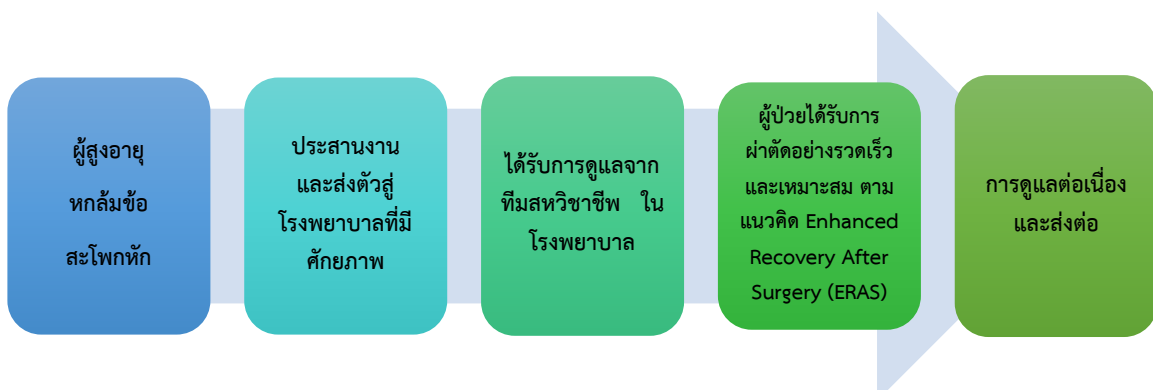 ผู้สูงอายุ
หกล้มข้อ
สะโพกหัก
ประสานงาน
และส่งตัวสู่
โรงพยาบาลที่มี
ศักยภาพ
ได้รับการดูแลจาก
ทีมสหวิชาชีพ ใน
โรงพยาบาล
ผู้ป่วยได้รับการ
ผ่าตัดอย่างรวดเร็ว
และเหมาะสม ตาม
แนวคิด Enhanced
Recovery After
Surgery (ERAS)
การดูแลต่อเนื่อง
และส่งต่อ